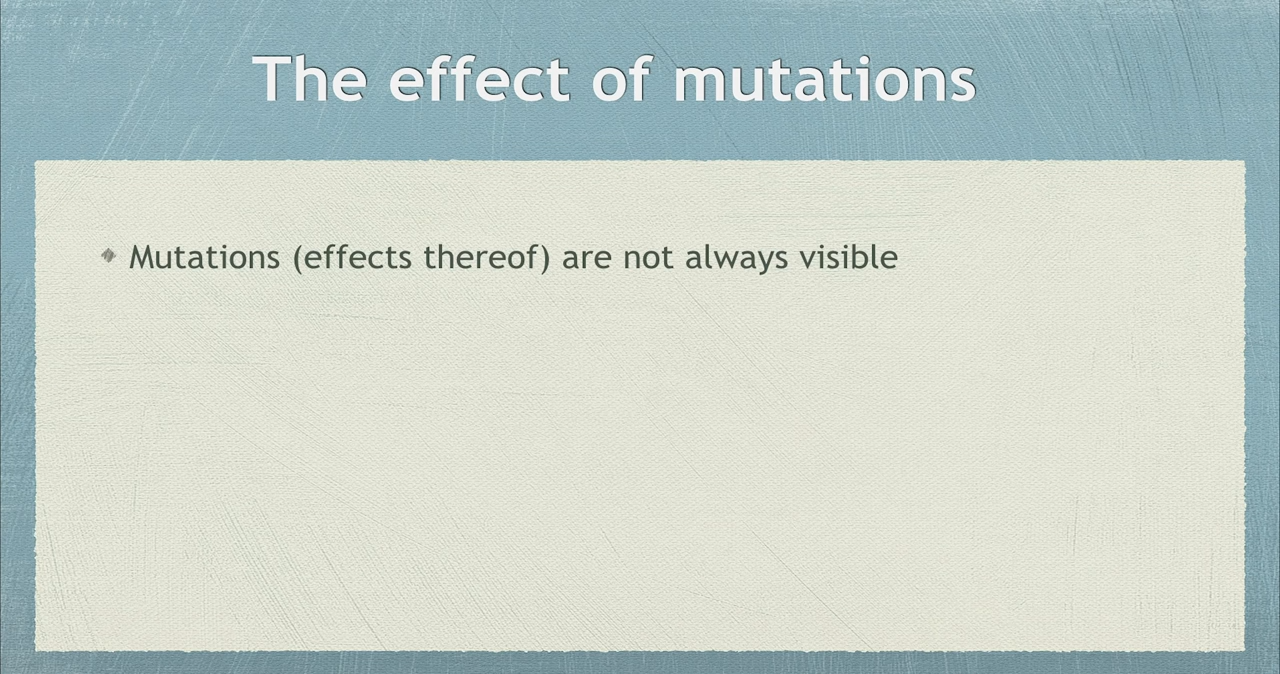 The effect of mutations
Mutations (effects thereof) are not always visible